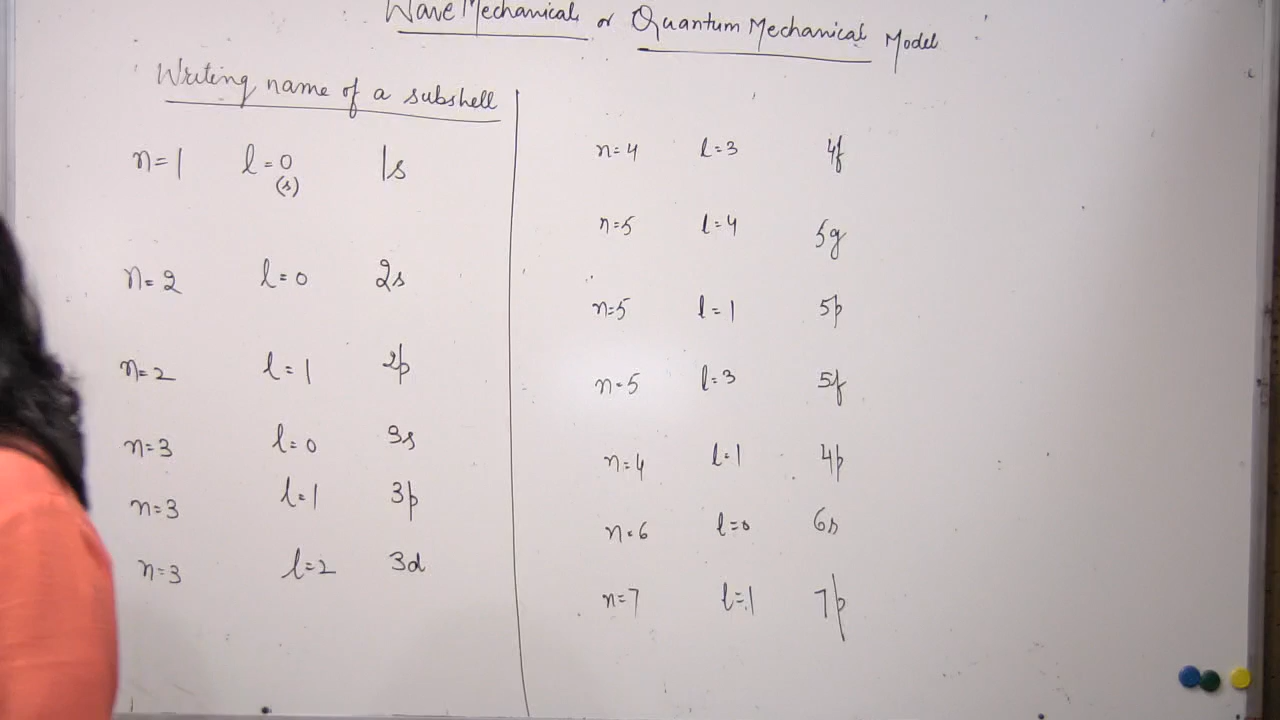 Wave Mechanical or Quantum Mechanical Model
Writing name of a subshell
n=1 l=0 1s
(s)
n=2 l=0 2s
n=2 l=1 2p
n=3 l=0 3s
n=3 l=1 3p
n=3 l=2 3d
n=4 l=3 4f
n=5 l=4 5g
n=5 l=1 5p
n=5 l=3 5f
n=4 l=1 4p
n=6 l=0 6s
n=7 l=1 7p